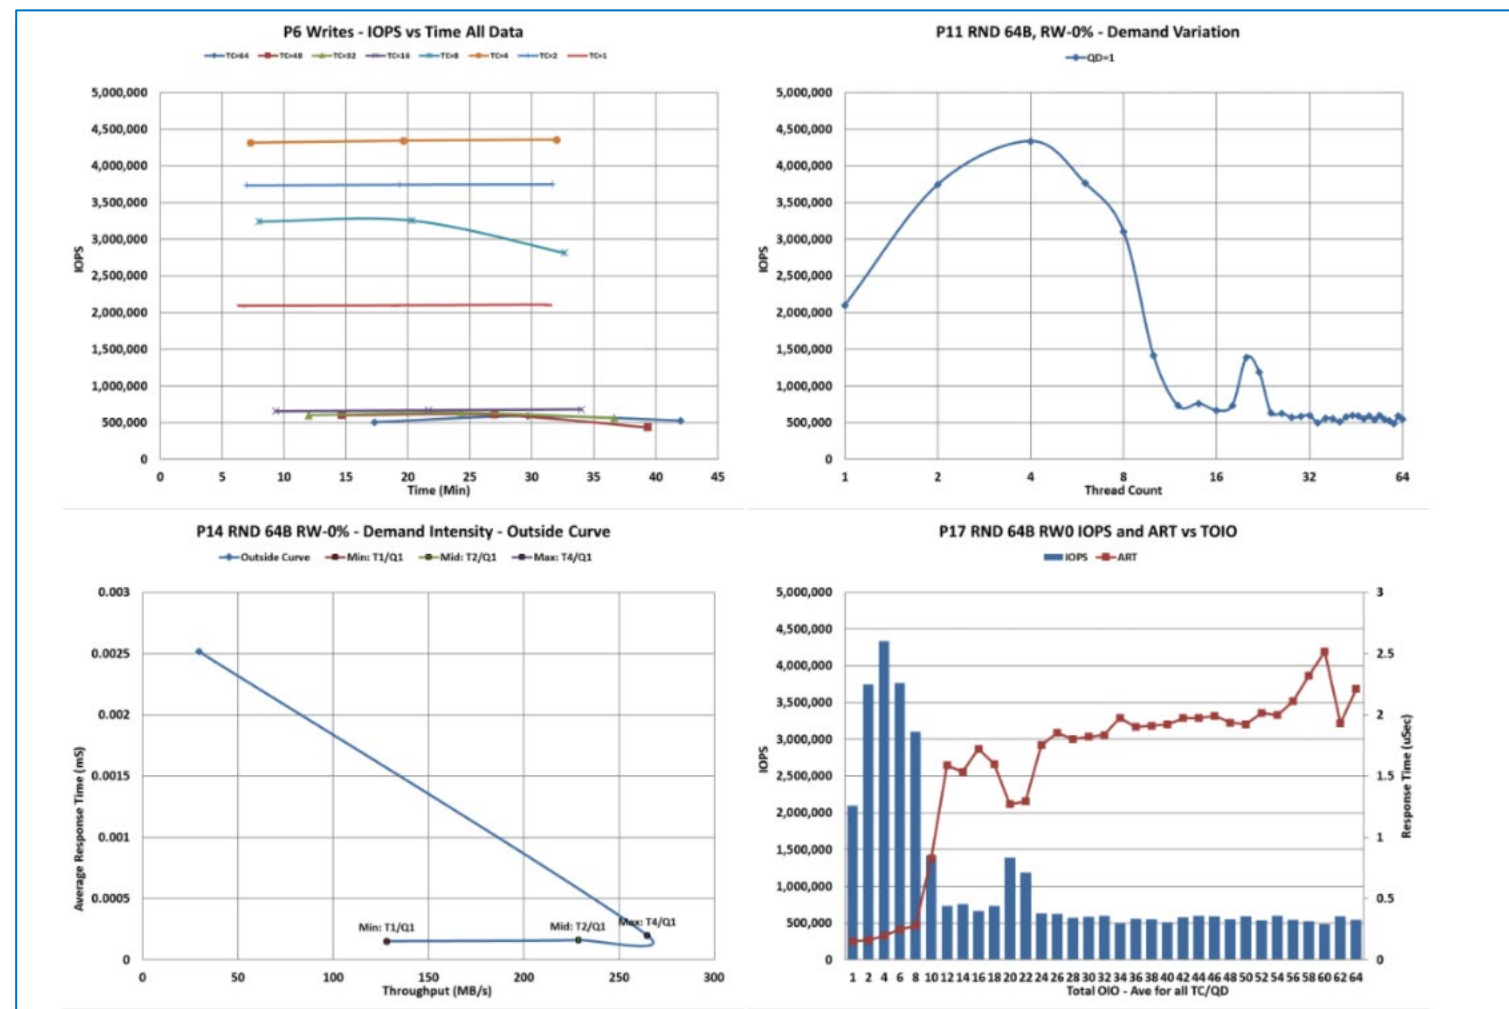 P6 Writes - IOPS vs Time All Data
TC=64 TC=48 TC=32 TC=16 TC=8 TC=4 TC=2 TC=1
5,000,000
4,500,000
4,000,000
3,500,000
3,000,000
2,500,000
2,000,000
1,500,000
1,000,000
500,000
0
IOPS
0 5 10 15 20 25 30 35 40 45
Time (Min)
P11 RND 64B, RW-0% - Demand Variation
QD=1
5,000,000
4,500,000
4,000,000
3,500,000
3,000,000
2,500,000
2,000,000
1,500,000
1,000,000
500,000
0
IOPS
1 2 4 8 16 32 64
Thread Count
P14 RND 64B RW-0% - Demand Intensity - Outside Curve
Outside Curve Min: T1/Q1 Mid: T2/Q1 Max: T4/Q1
0.003
0.0025
0.002
0.0015
0.001
0.0005
0
Average Response Time (mS)
Min: T1/Q1 Mid: T2/Q1 Max: T4/Q1
0 50 100 150 200 250 300
Throughput (MB/s)
P17 RND 64B RW0 IOPS and ART vs TOIO
IOPS ART
5,000,000
4,500,000
4,000,000
3,500,000
3,000,000
2,500,000
2,000,000
1,500,000
1,000,000
500,000
0
IOPS
3
2.5
2
1.5
1
0.5
0
Response Time (uSec)
1 2 4 6 8 10 12 14 16 18 20 22 24 26 28 30 32 34 36 38 40 42 44 46 48 50 52 54 56 58 60 62 64
Total OIO - Ave for all TC/QD